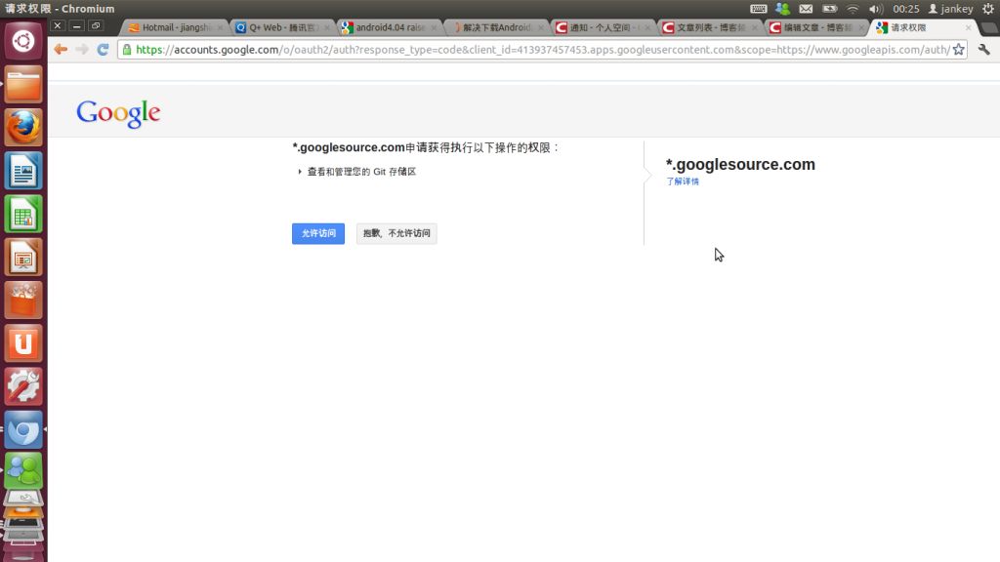 请求权限 - Chromium
00:25
jankey
Hotmail - jiangshe
Q+ Web - 腾讯官
android4.04 raise
解决下载Android
通知 - 个人空间 -
文章列表 - 博客
编辑文章 - 博客
请求权限
https://accounts.google.com/o/oauth2/auth?response_type=code&client_id=413937457453.apps.googleusercontent.com&scope=https://www.googleapis.com/auth/
Google
*.googlesource.com申请获得执行以下操作的权限：
查看和管理您的 Git 存储区
允许访问
抱歉，不允许访问
*.googlesource.com
了解详情